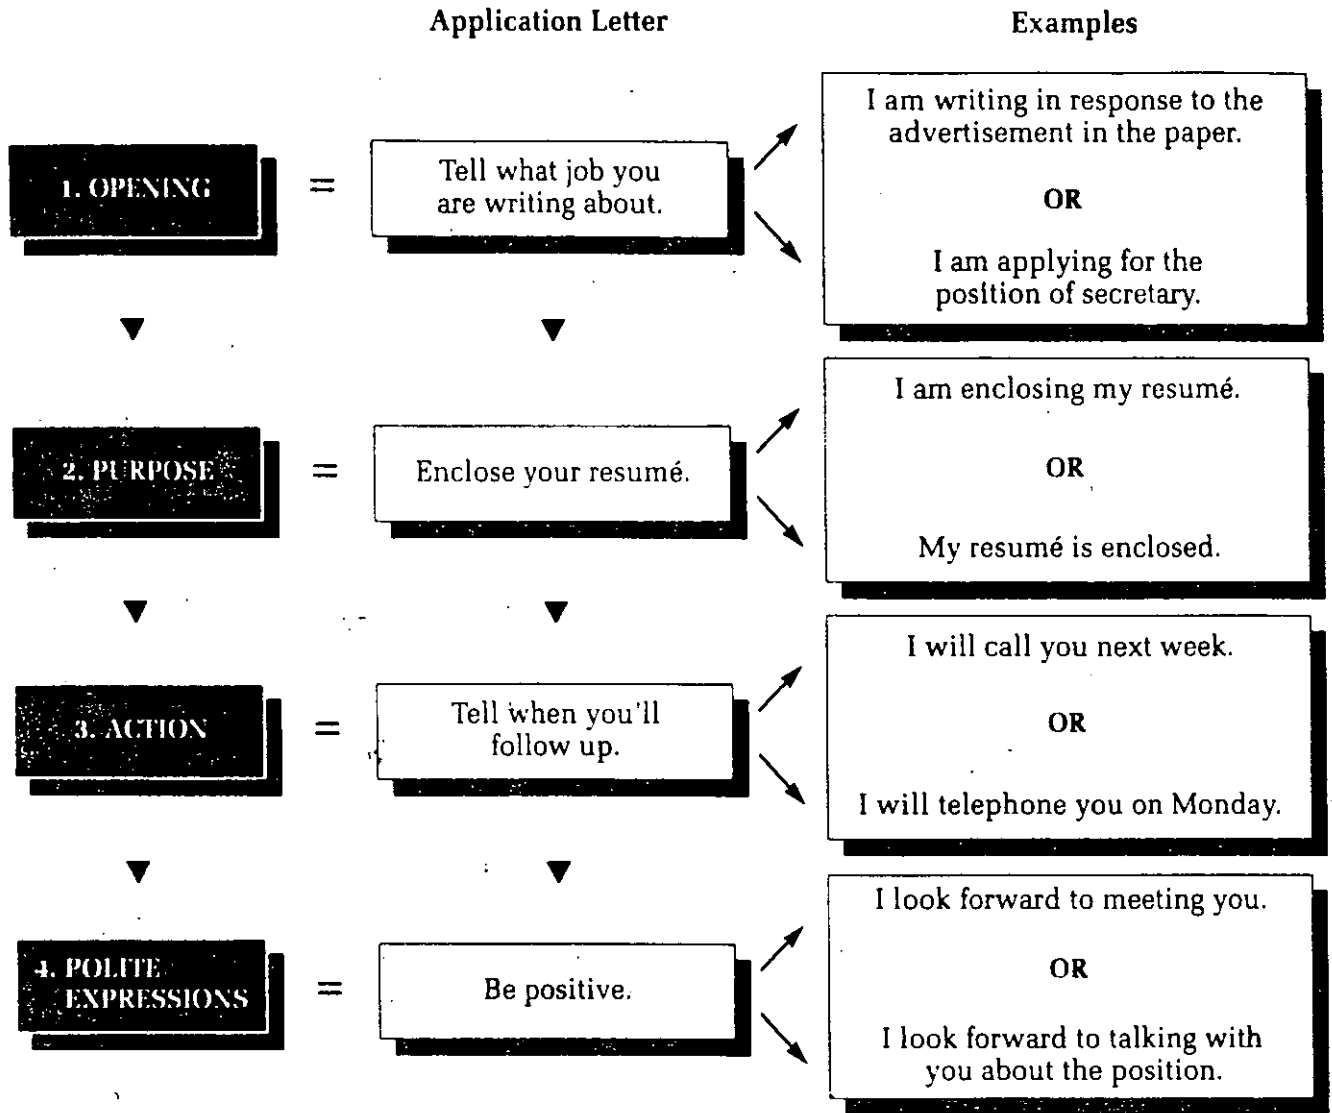 Application Letter
Examples
1. OPENING
=
Tell what job you
are writing about.
I am writing in response to the
advertisement in the paper.
OR
I am applying for the
position of secretary.
2. PURPOSE
=
Enclose your resumé.
I am enclosing my resumé.
OR
My resumé is enclosed.
3. ACTION
=
Tell when you'll
follow up.
I will call you next week.
OR
I will telephone you on Monday.
4. POLITE
EXPRESSIONS
=
Be positive.
I look forward to meeting you.
OR
I look forward to talking with
you about the position.